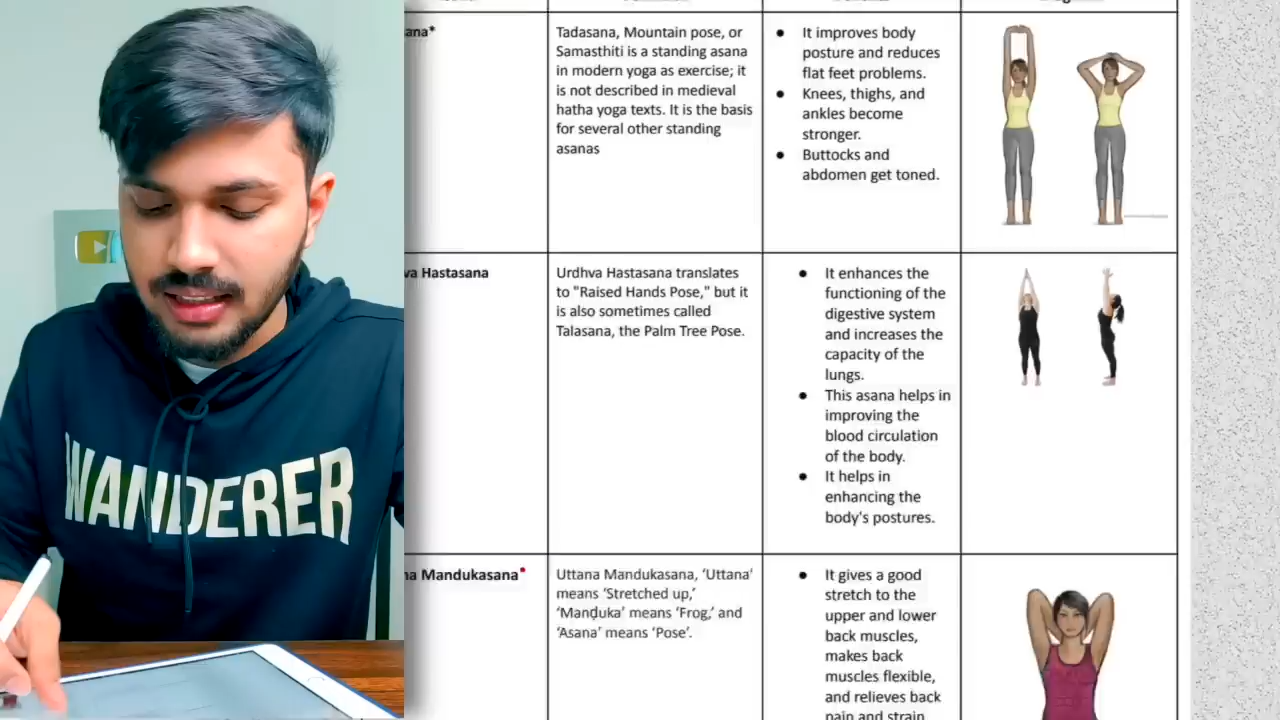 ana*
Tadasana, Mountain pose, or
Samasthiti is a standing asana
in modern yoga as exercise; it
is not described in medieval
hatha yoga texts. It is the basis
for several other standing
asanas
● It improves body
posture and reduces
flat feet problems.
● Knees, thighs, and
ankles become
stronger.
● Buttocks and
abdomen get toned.
va Hastasana
Urdhva Hastasana translates
to "Raised Hands Pose," but it
is also sometimes called
Talasana, the Palm Tree Pose.
● It enhances the
functioning of the
digestive system
and increases the
capacity of the
lungs.
● This asana helps in
improving the
blood circulation
of the body.
● It helps in
enhancing the
body's postures.
na Mandukasana*
Uttana Mandukasana, ‘Uttana’
means ‘Stretched up,’
‘Manḍuka’ means ‘Frog,’ and
‘Asana’ means ‘Pose’.
● It gives a good
stretch to the
upper and lower
back muscles,
makes back
muscles flexible,
and relieves back
pain and strain
WANDERER